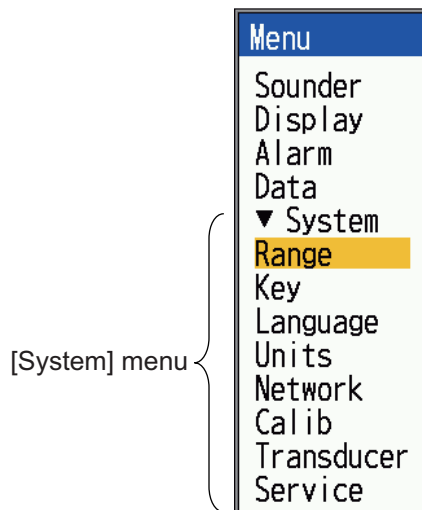 Menu
Sounder
Display
Alarm
Data
▼ System
Range
Key
Language
Units
[System] menu
Network
Calib
Transducer
Service